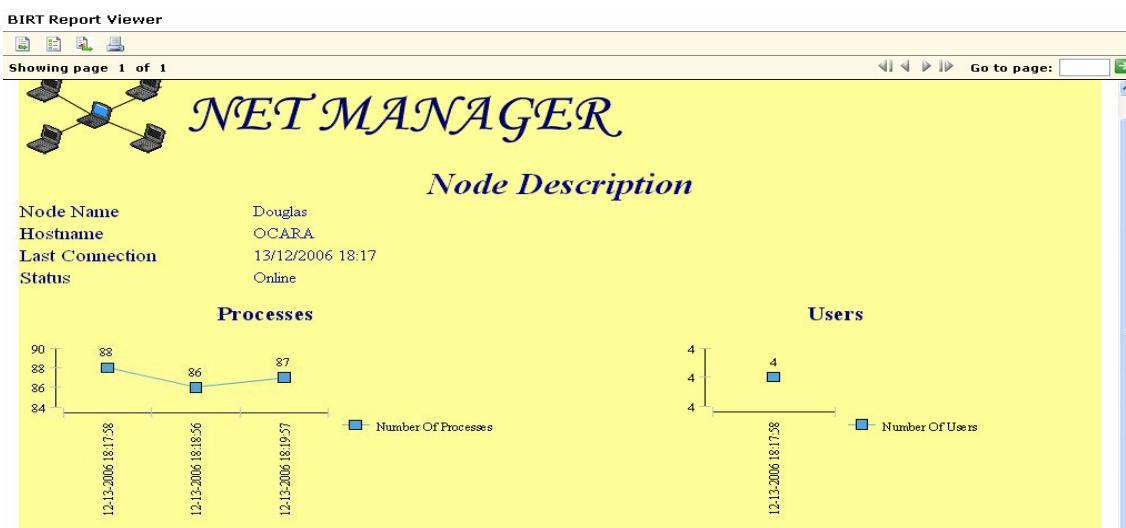 BIRT Report Viewer
Showing page 1 of 1
Go to page:
NET MANAGER
Node Description
Node Name Douglas
Hostname OCARA
Last Connection 13/12/2006 18:17
Status Online
Processes
90
88
86
84
88
86
87
12-13-2006 18:17:58
12-13-2006 18:18:56
12-13-2006 18:19:57
Number Of Processes
Users
4
4
4
4
12-13-2006 18:17:58
Number Of Users